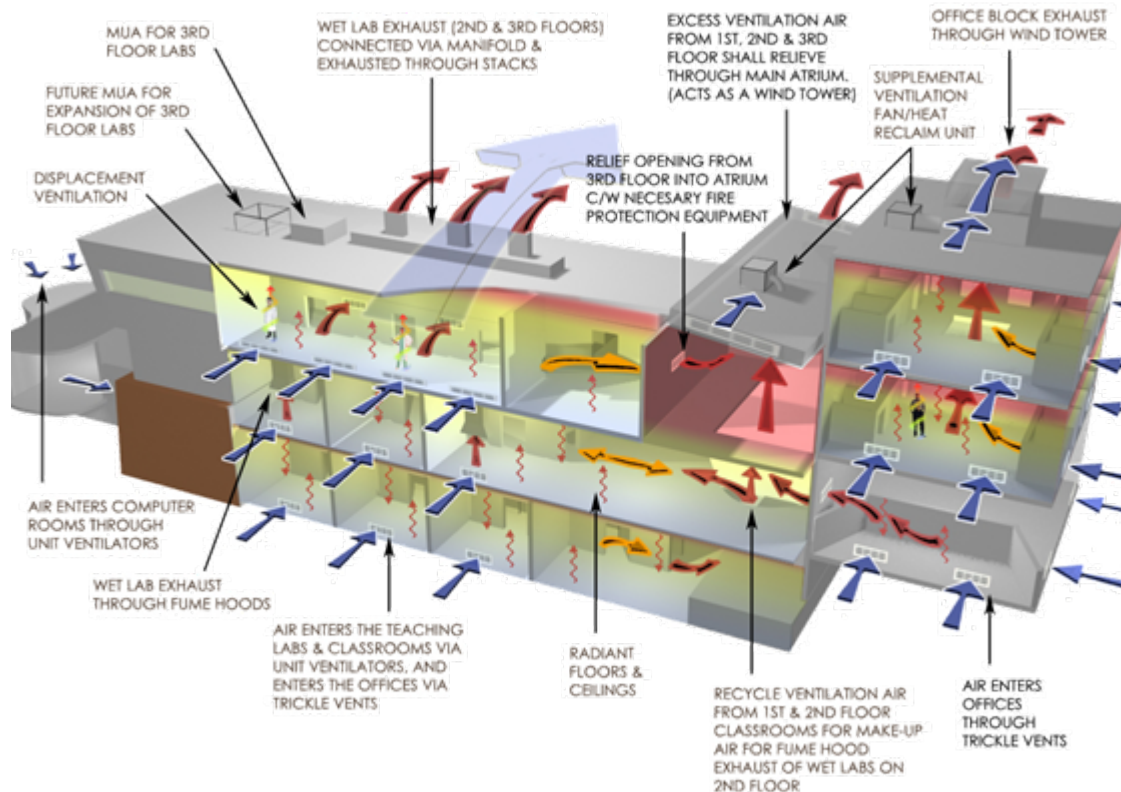 MUA FOR 3RD
FLOOR LABS
WET LAB EXHAUST (2ND & 3RD FLOORS)
CONNECTED VIA MANIFOLD &
EXHAUSTED THROUGH STACKS
EXCESS VENTILATION AIR
FROM 1ST, 2ND & 3RD
FLOOR SHALL RELIEVE
THROUGH MAIN ATRIUM.
(ACTS AS A WIND TOWER)
OFFICE BLOCK EXHAUST
THROUGH WIND TOWER
SUPPLEMENTAL
VENTILATION
FAN/HEAT
RECLAIM UNIT
FUTURE MUA FOR
EXPANSION OF 3RD
FLOOR LABS
DISPLACEMENT
VENTILATION
RELIEF OPENING FROM
3RD FLOOR INTO ATRIUM
C/W NECESARY FIRE
PROTECTION EQUIPMENT
AIR ENTERS COMPUTER
ROOMS THROUGH
UNIT VENTILATORS
WET LAB EXHAUST
THROUGH FUME HOODS
AIR ENTERS THE TEACHING
LABS & CLASSROOMS VIA
UNIT VENTILATORS, AND
ENTERS THE OFFICES VIA
TRICKLE VENTS
RADIANT
FLOORS &
CEILINGS
RECYCLE VENTILATION AIR
FROM 1ST & 2ND FLOOR
CLASSROOMS FOR MAKE-UP
AIR FOR FUME HOOD
EXHAUST OF WET LABS ON
2ND FLOOR
AIR ENTERS
OFFICES
THROUGH
TRICKLE VENTS